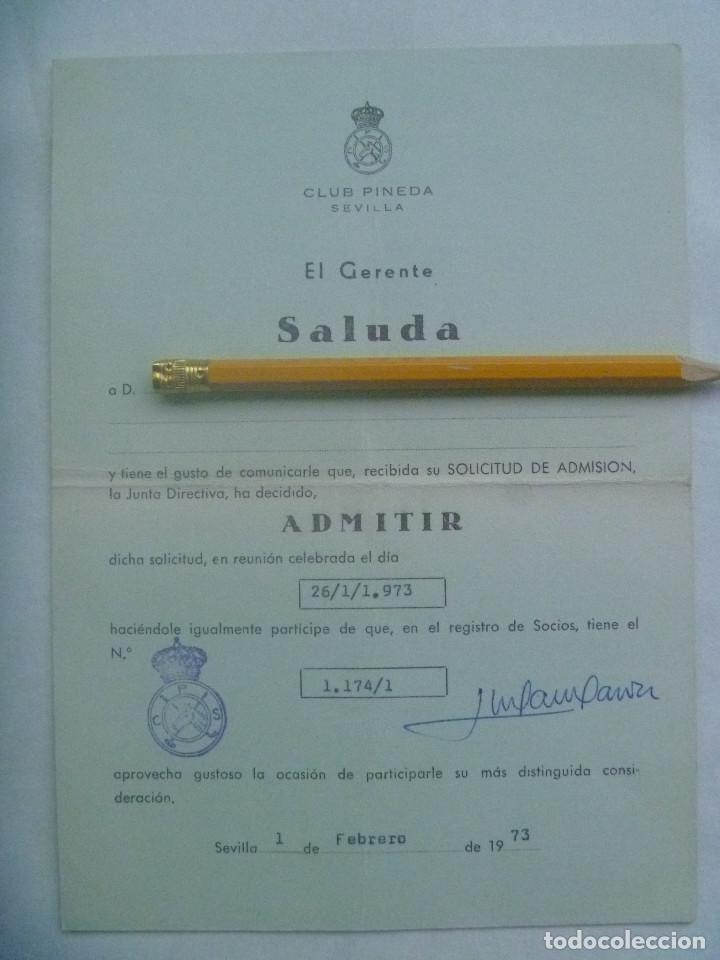 CLUB PINEDA
SEVILLA
El Gerente
Saluda
a D.
y tiene el gusto de comunicarle que, recibida su SOLICITUD DE ADMISION,
la Junta Directiva, ha decidido,
ADMITIR
dicha solicitud, en reunión celebrada el día
26/1/1.973
haciéndole igualmente partícipe de que, en el registro de Socios, tiene el
N.º
1.174/1
C P S
aprovecha gustoso la ocasión de participarle su más distinguida consi-
deración.
Sevilla 1 de Febrero de 1973
todocoleccion